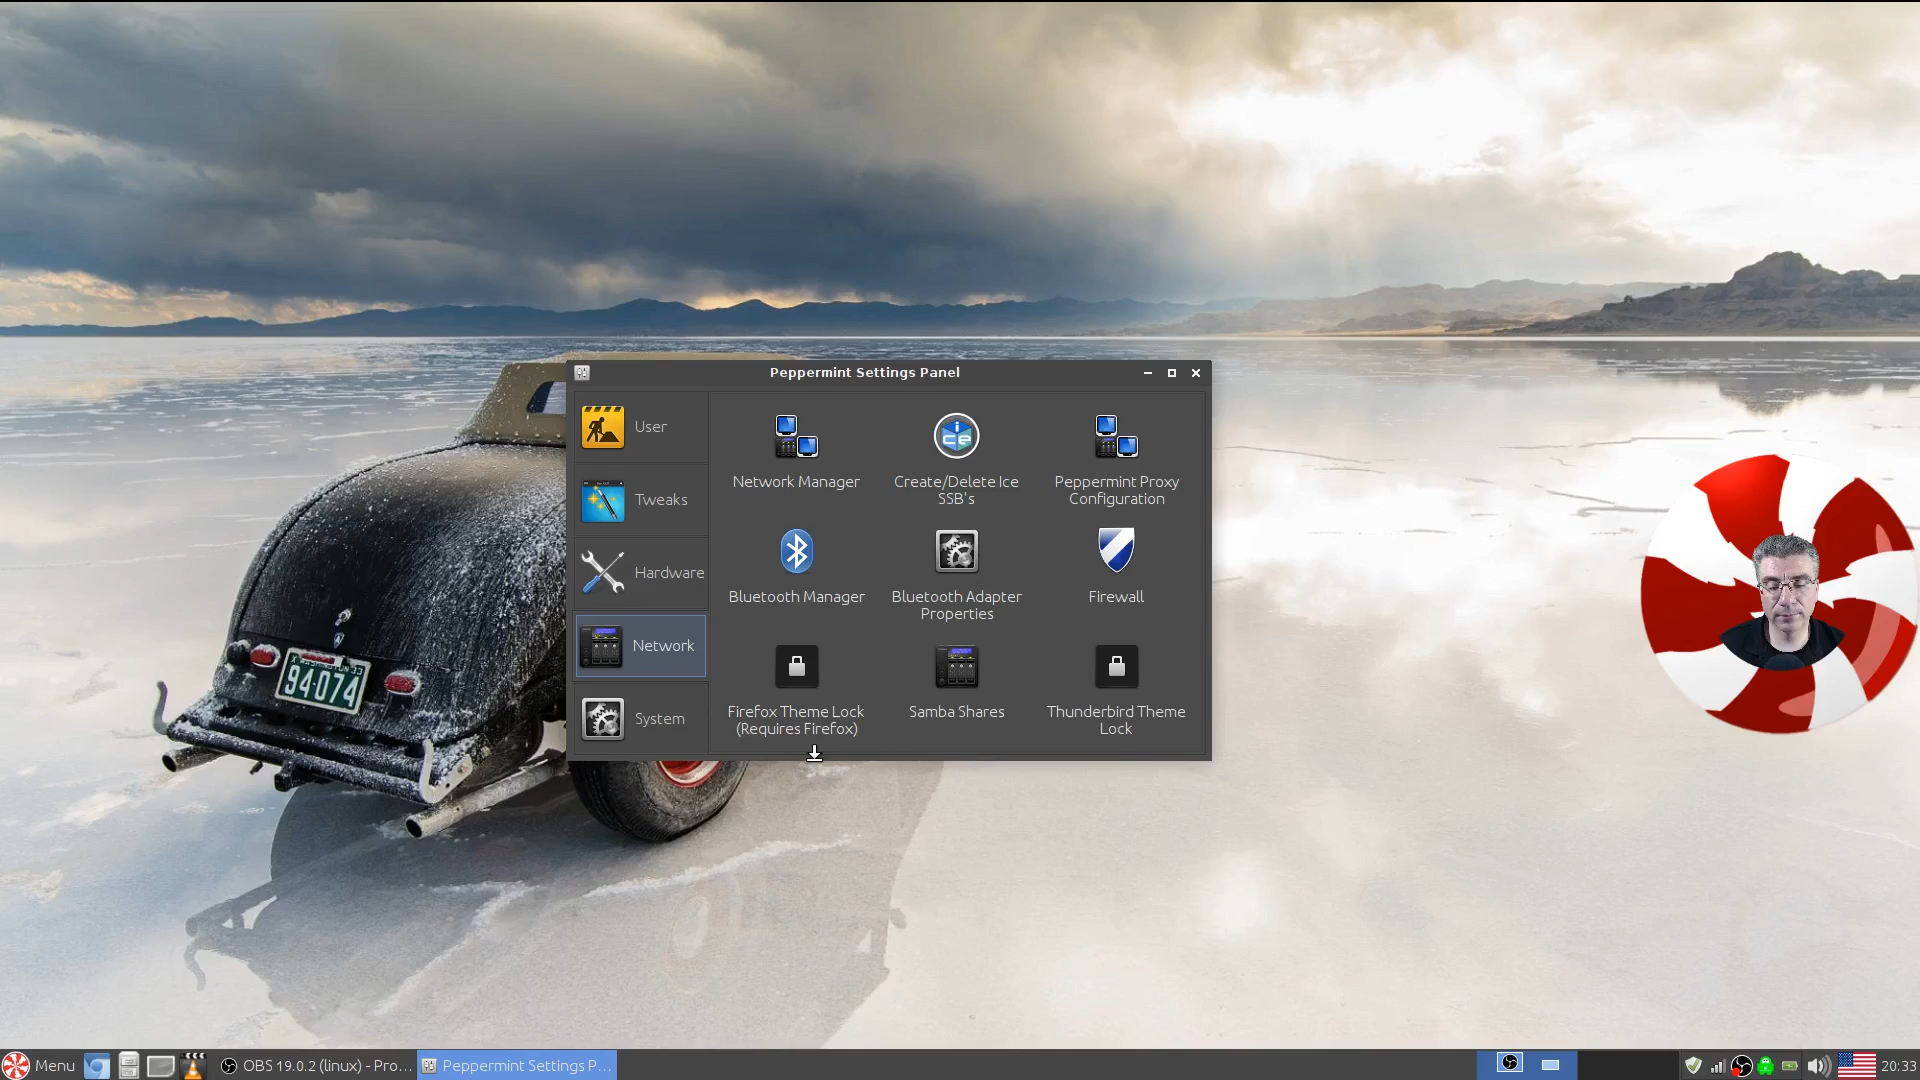 Peppermint Settings Panel
User
Tweaks
Hardware
Network
System
Network Manager
Create/Delete Ice
SSB's
Peppermint Proxy
Configuration
Bluetooth Manager
Bluetooth Adapter
Properties
Firewall
Firefox Theme Lock
(Requires Firefox)
Samba Shares
Thunderbird Theme
Lock
ice
94074
Menu
OBS 19.0.2 (linux) - Pro...
Peppermint Settings P...
20:33